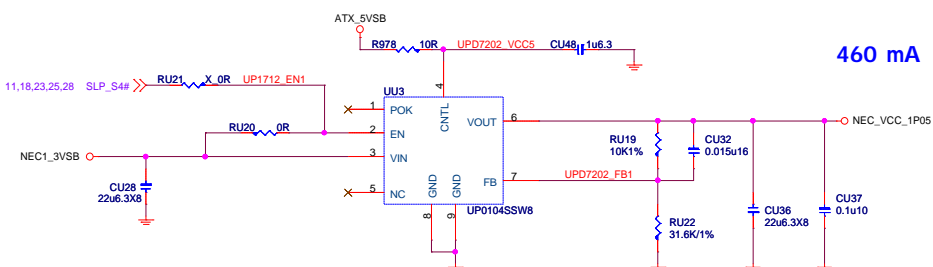 ATX_5VSB
R978 10R UPD7202_VCC5 CU48 1u6.3
460 mA
11,18,23,25,28 SLP_S4# RU21 X_0R UP1712_EN1
UU3
4
1 POK
CNTL
VOUT 6
NEC_VCC_1P05
RU20 0R
2 EN
RU19
10K1%
CU32
0.015u16
NEC1_3VSB
3 VIN
CU28
22u6.3X8
5 NC
GND
GND
FB 7
UPD7202_FB1
8
9
UP0104SSW8
RU22
31.6K/1%
CU36
22u6.3X8
CU37
0.1u10